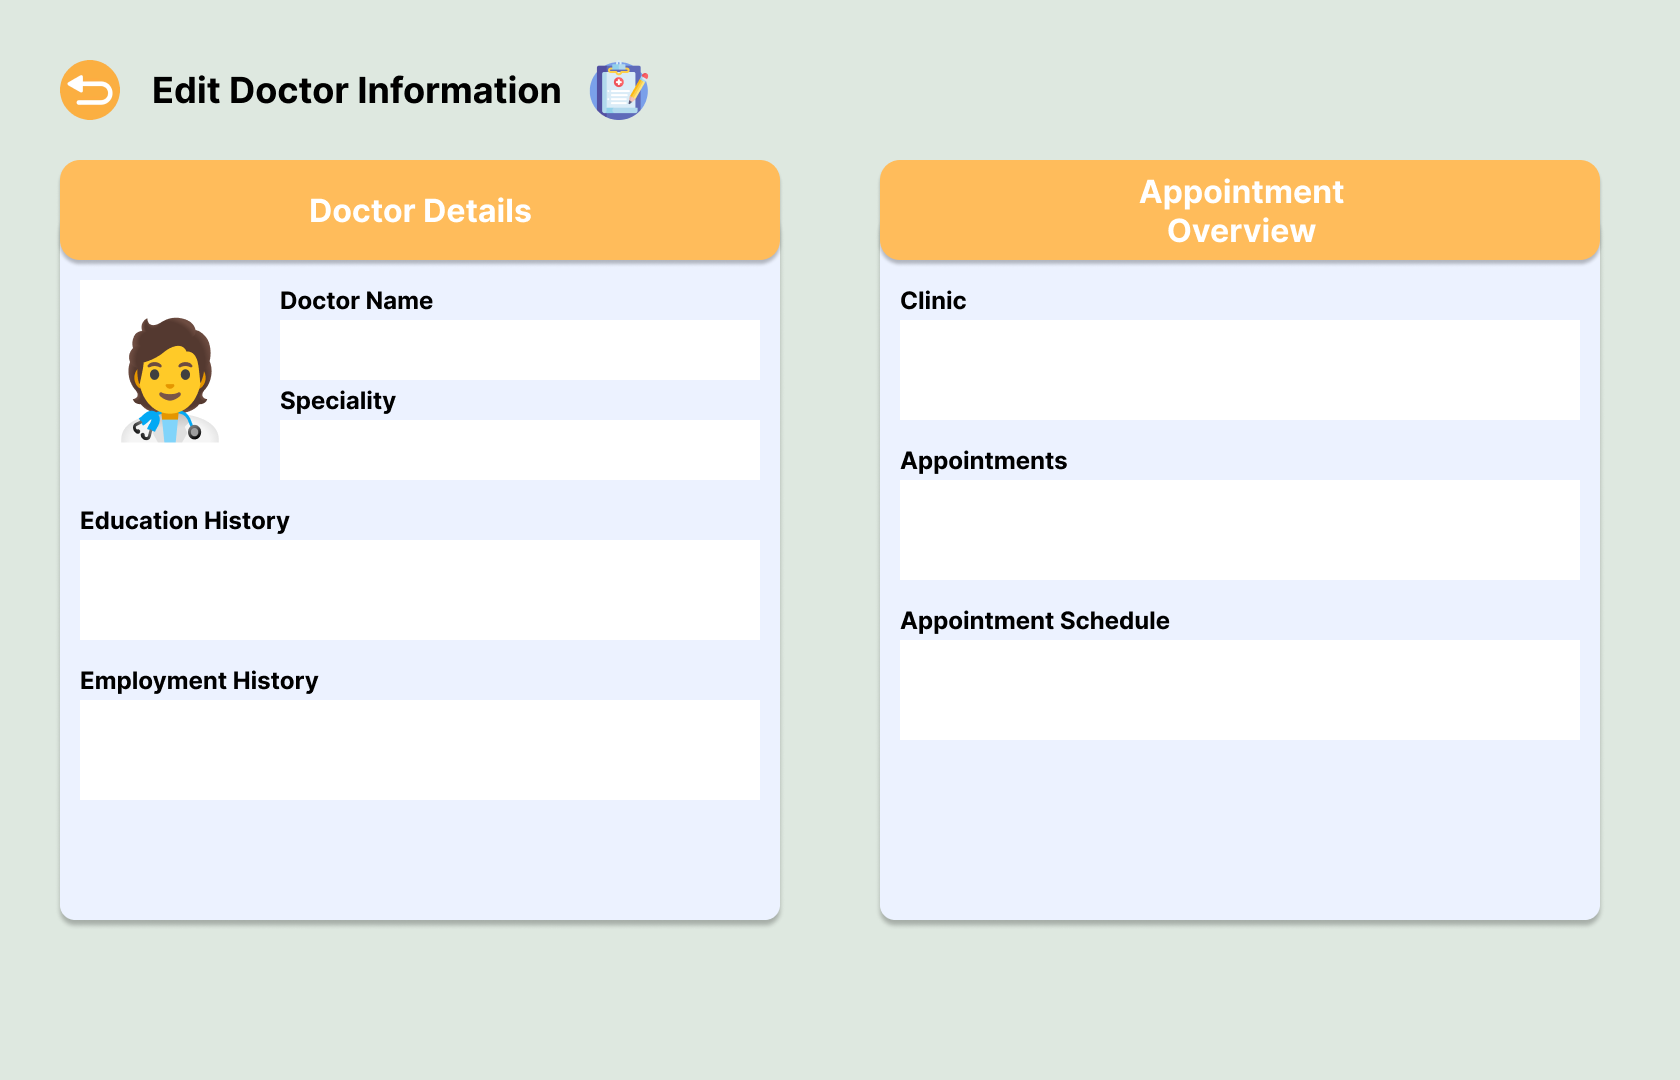 Edit Doctor Information
Doctor Details
Doctor Name
Speciality
Education History
Employment History
Appointment
Overview
Clinic
Appointments
Appointment Schedule